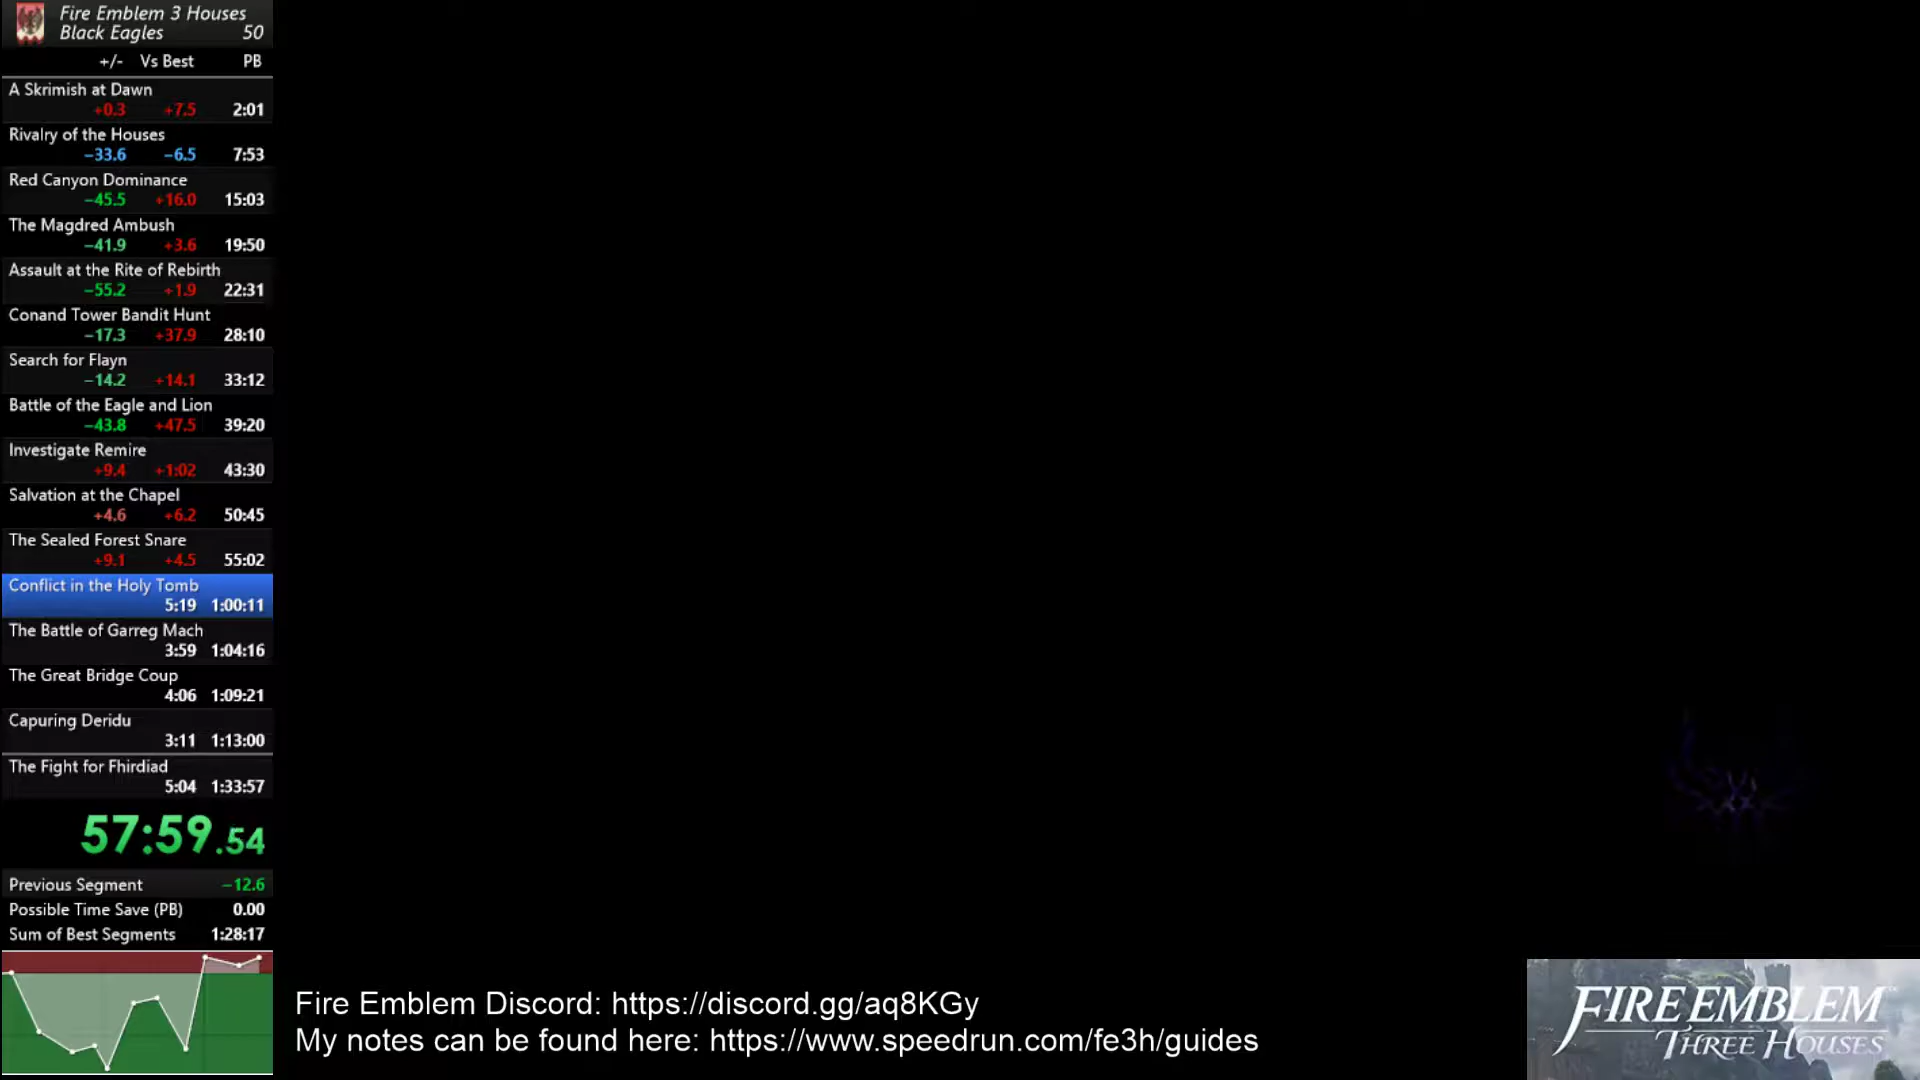 Fire Emblem 3 Houses
Black Eagles 50
+/- Vs Best PB
A Skrimish at Dawn
+0.3 +7.5 2:01
Rivalry of the Houses
−33.6 −6.5 7:53
Red Canyon Dominance
−45.5 +16.0 15:03
The Magdred Ambush
−41.9 +3.6 19:50
Assault at the Rite of Rebirth
−55.2 +1.9 22:31
Conand Tower Bandit Hunt
−17.3 +37.9 28:10
Search for Flayn
−14.2 +14.1 33:12
Battle of the Eagle and Lion
−43.8 +47.5 39:20
Investigate Remire
+9.4 +1:02 43:30
Salvation at the Chapel
+4.6 +6.2 50:45
The Sealed Forest Snare
+9.1 +4.5 55:02
Conflict in the Holy Tomb
5:19 1:00:11
The Battle of Garreg Mach
3:59 1:04:16
The Great Bridge Coup
4:06 1:09:21
Capuring Deridu
3:11 1:13:00
The Fight for Fhirdiad
5:04 1:33:57
57:59.54
Previous Segment −12.6
Possible Time Save (PB) 0.00
Sum of Best Segments 1:28:17
Fire Emblem Discord: https://discord.gg/aq8KGy
My notes can be found here: https://www.speedrun.com/fe3h/guides
FIRE EMBLEM™
THREE HOUSES